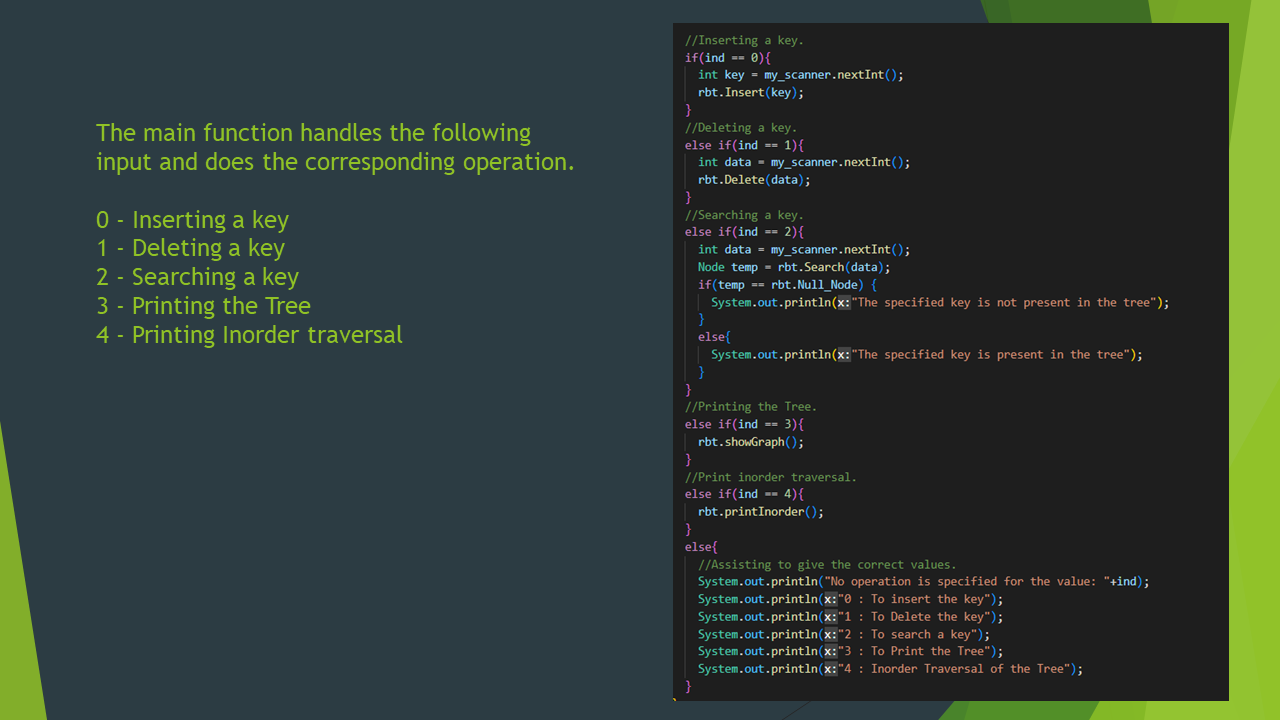 The main function handles the following
input and does the corresponding operation.
0 - Inserting a key
1 - Deleting a key
2 - Searching a key
3 - Printing the Tree
4 - Printing Inorder traversal
//Inserting a key.
if(ind == 0){
int key = my_scanner.nextInt();
rbt.Insert(key);
}
//Deleting a key.
else if(ind == 1){
int data = my_scanner.nextInt();
rbt.Delete(data);
}
//Searching a key.
else if(ind == 2){
int data = my_scanner.nextInt();
Node temp = rbt.Search(data);
if(temp == rbt.Null_Node) {
System.out.println(x:"The specified key is not present in the tree");
}
else{
System.out.println(x:"The specified key is present in the tree");
}
}
//Printing the Tree.
else if(ind == 3){
rbt.showGraph();
}
//Print inorder traversal.
else if(ind == 4){
rbt.printInorder();
}
else{
//Assisting to give the correct values.
System.out.println("No operation is specified for the value: "+ind);
System.out.println(x:"0 : To insert the key");
System.out.println(x:"1 : To Delete the key");
System.out.println(x:"2 : To search a key");
System.out.println(x:"3 : To Print the Tree");
System.out.println(x:"4 : Inorder Traversal of the Tree");
}